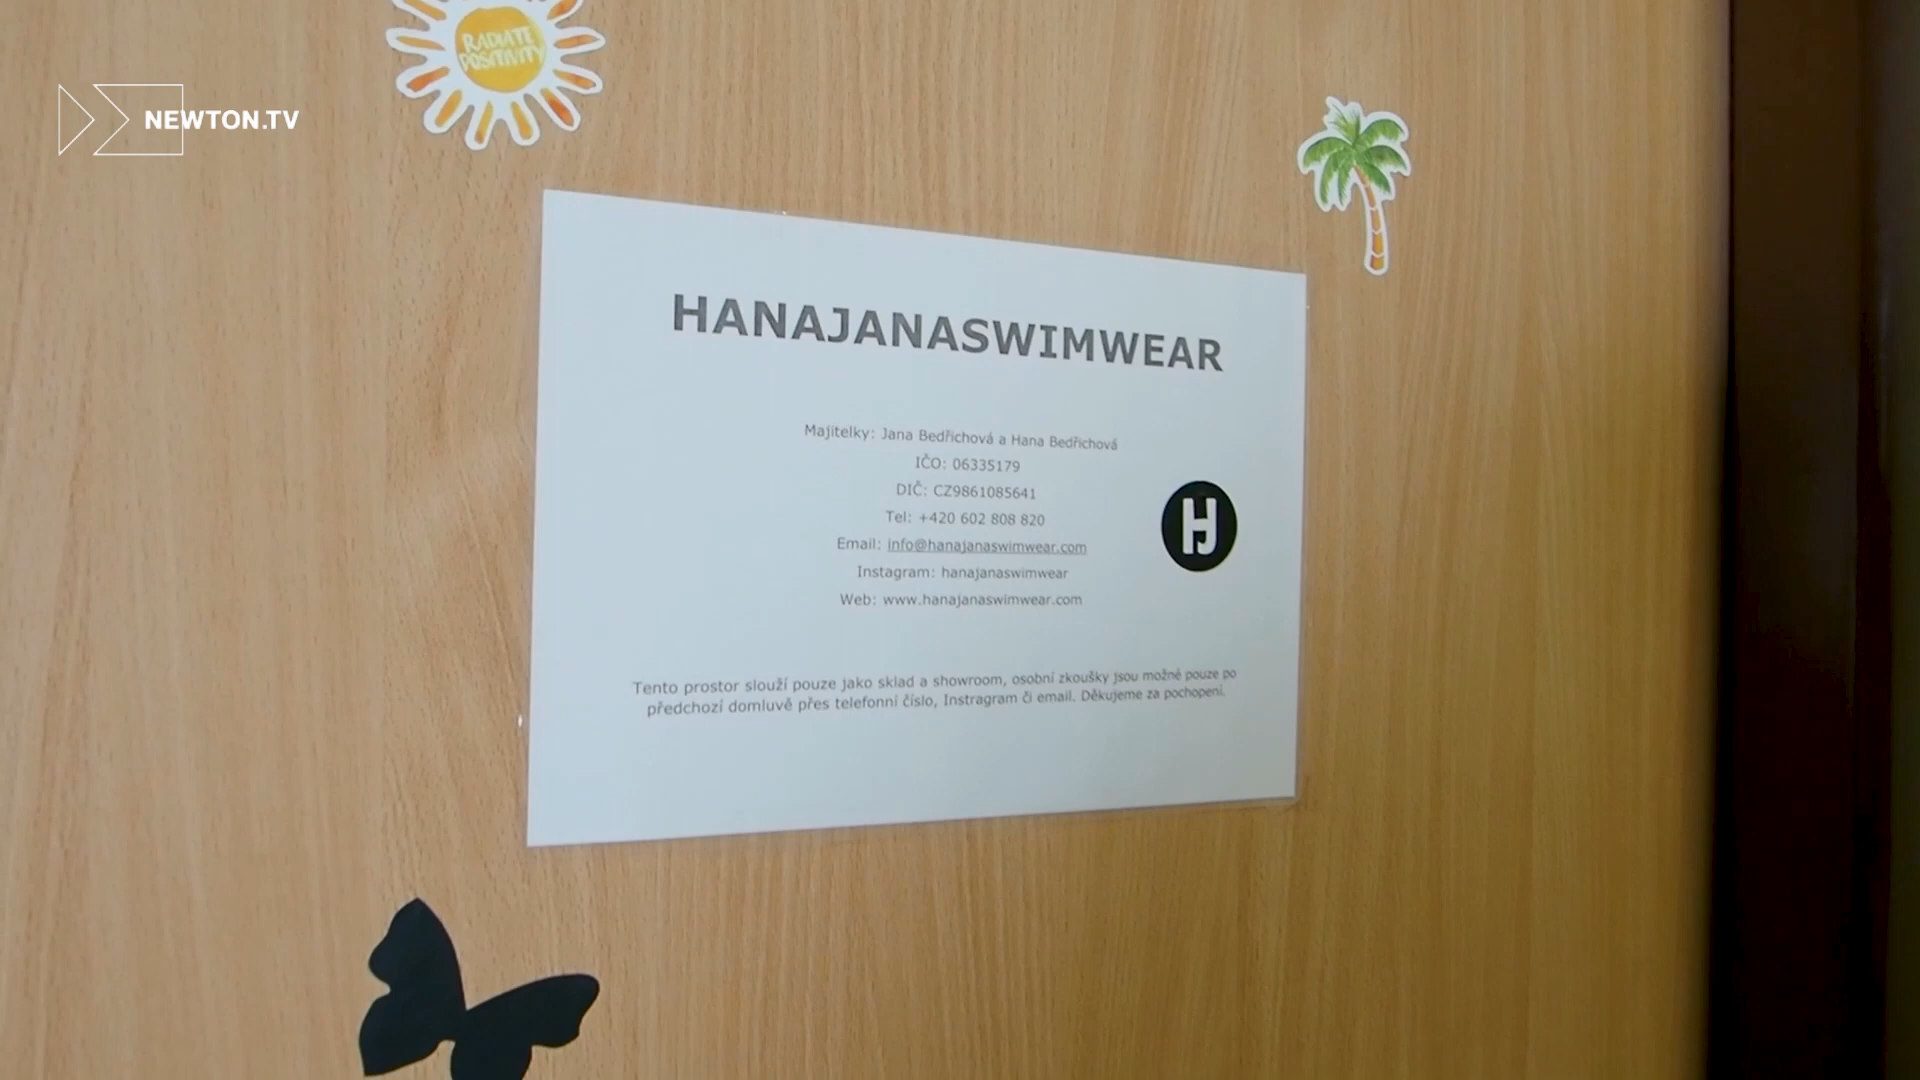 RADIATE
POSITIVITY
NEWTON.TV
HANAJANASWIMWEAR
Majitelky: Jana Bedřichová a Hana Bedřichová
IČO: 06335179
DIČ: CZ9861085641
Tel: +420 602 808 820
Email: info@hanajanaswimwear.com
Instagram: hanajanaswimwear
Web: www.hanajanaswimwear.com
HJ
Tento prostor slouží pouze jako sklad a showroom, osobní zkoušky jsou možné pouze po
předchozí domluvě přes telefonní číslo, Instragram či email. Děkujeme za pochopení.